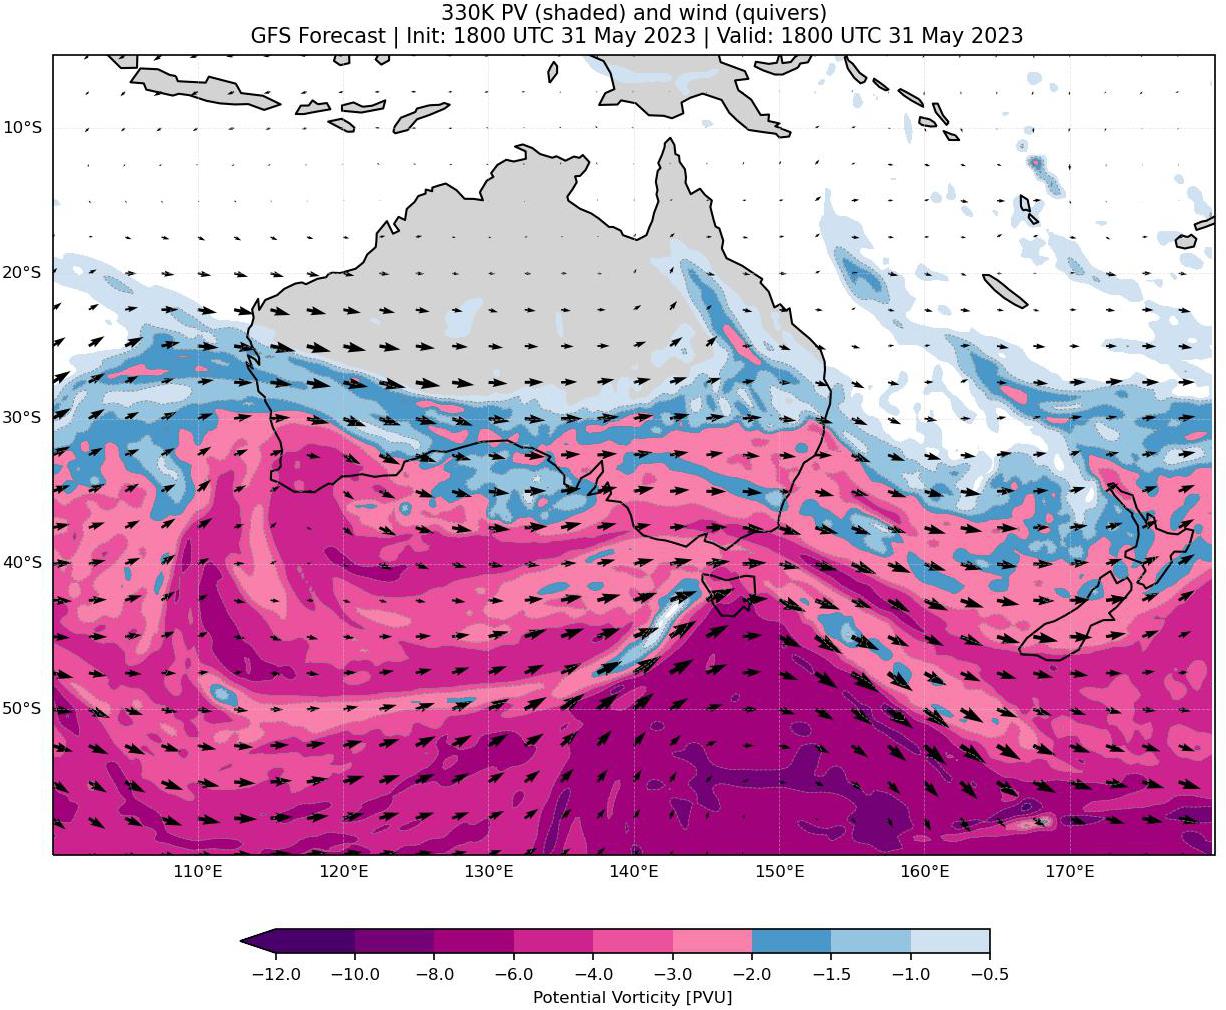 330K PV (shaded) and wind (quivers)
GFS Forecast | Init: 1800 UTC 31 May 2023 | Valid: 1800 UTC 31 May 2023
10°S
20°S
30°S
40°S
50°S
110°E 120°E 130°E 140°E 150°E 160°E 170°E
−12.0 −10.0 −8.0 −6.0 −4.0 −3.0 −2.0 −1.5 −1.0 −0.5
Potential Vorticity [PVU]